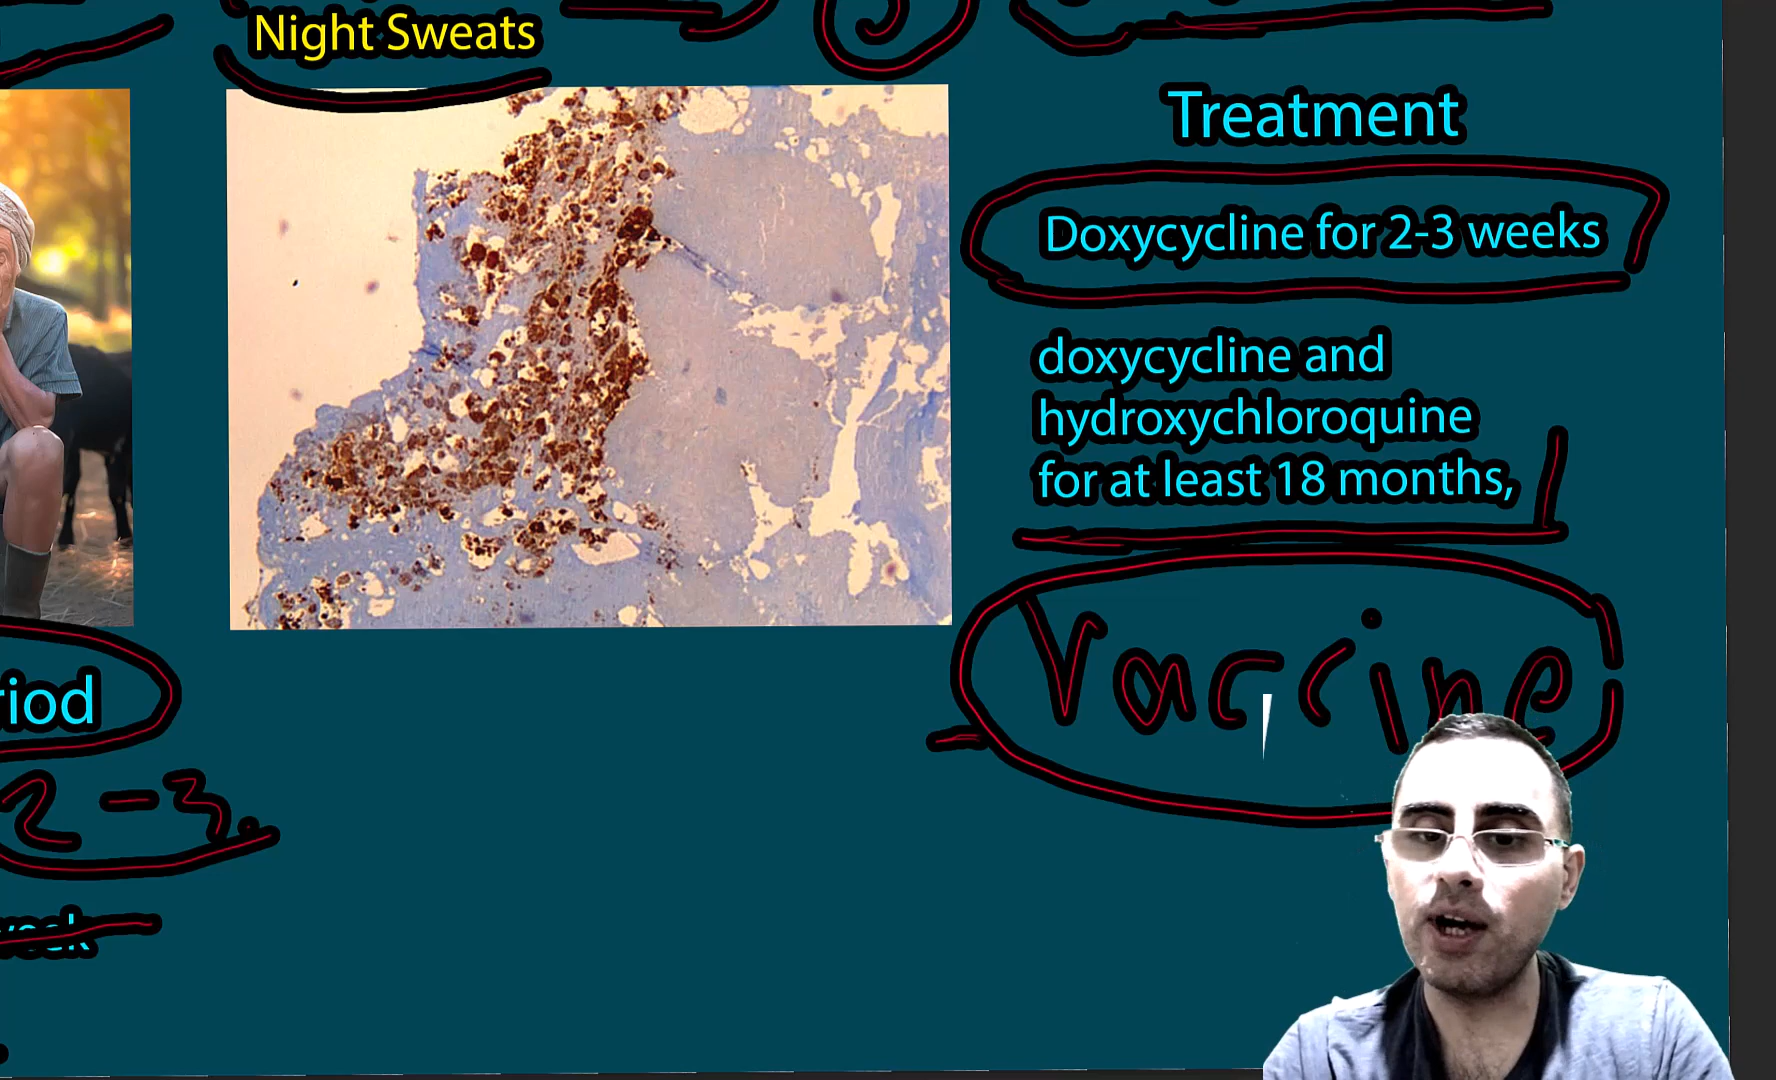 Night Sweats
Treatment
Doxycycline for 2-3 weeks
doxycycline and
hydroxychloroquine
for at least 18 months,
Vaccine
riod
2-3.